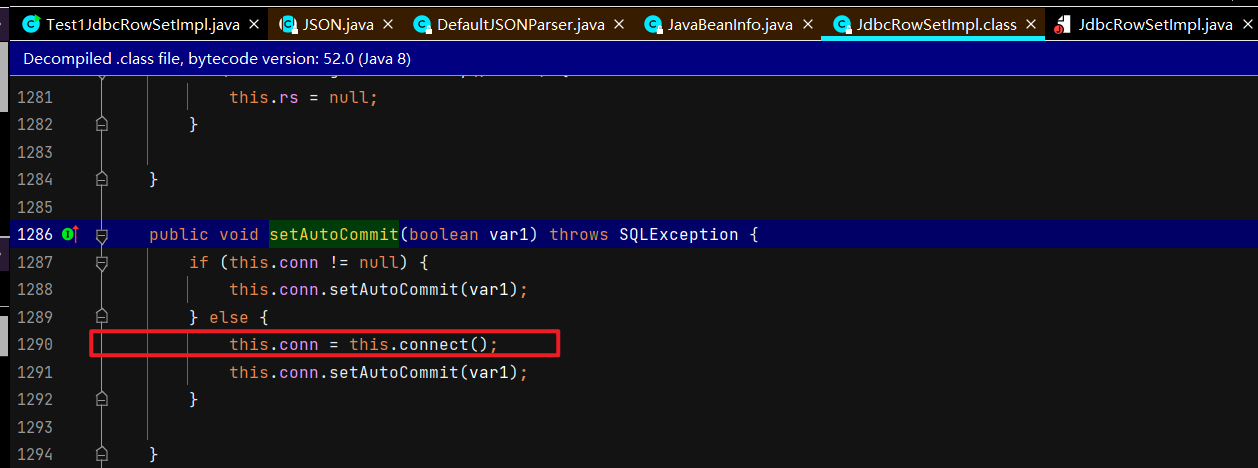 Test1JdbcRowSetImpl.java JSON.java DefaultJSONParser.java JavaBeanInfo.java JdbcRowSetImpl.class JdbcRowSetImpl.java
Decompiled .class file, bytecode version: 52.0 (Java 8)
1281 this.rs = null;
1282 }
1283
1284 }
1285
1286 public void setAutoCommit(boolean var1) throws SQLException {
1287 if (this.conn != null) {
1288 this.conn.setAutoCommit(var1);
1289 } else {
1290 this.conn = this.connect();
1291 this.conn.setAutoCommit(var1);
1292 }
1293
1294 }